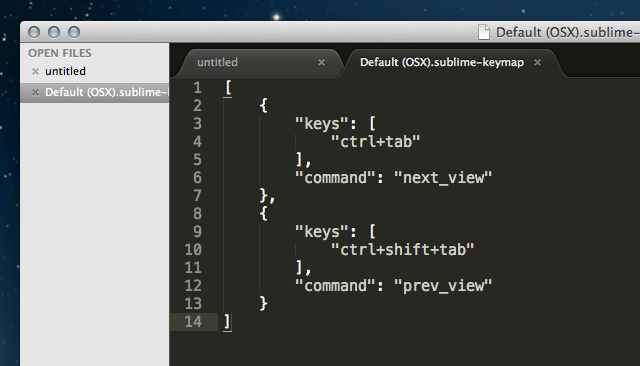 Default (OSX).sublime-
OPEN FILES
× untitled
× Default (OSX).sublime-
untitled ×
Default (OSX).sublime-keymap ×
1 [
2 {
3 "keys": [
4 "ctrl+tab"
5 ],
6 "command": "next_view"
7 },
8 {
9 "keys": [
10 "ctrl+shift+tab"
11 ],
12 "command": "prev_view"
13 }
14 ]